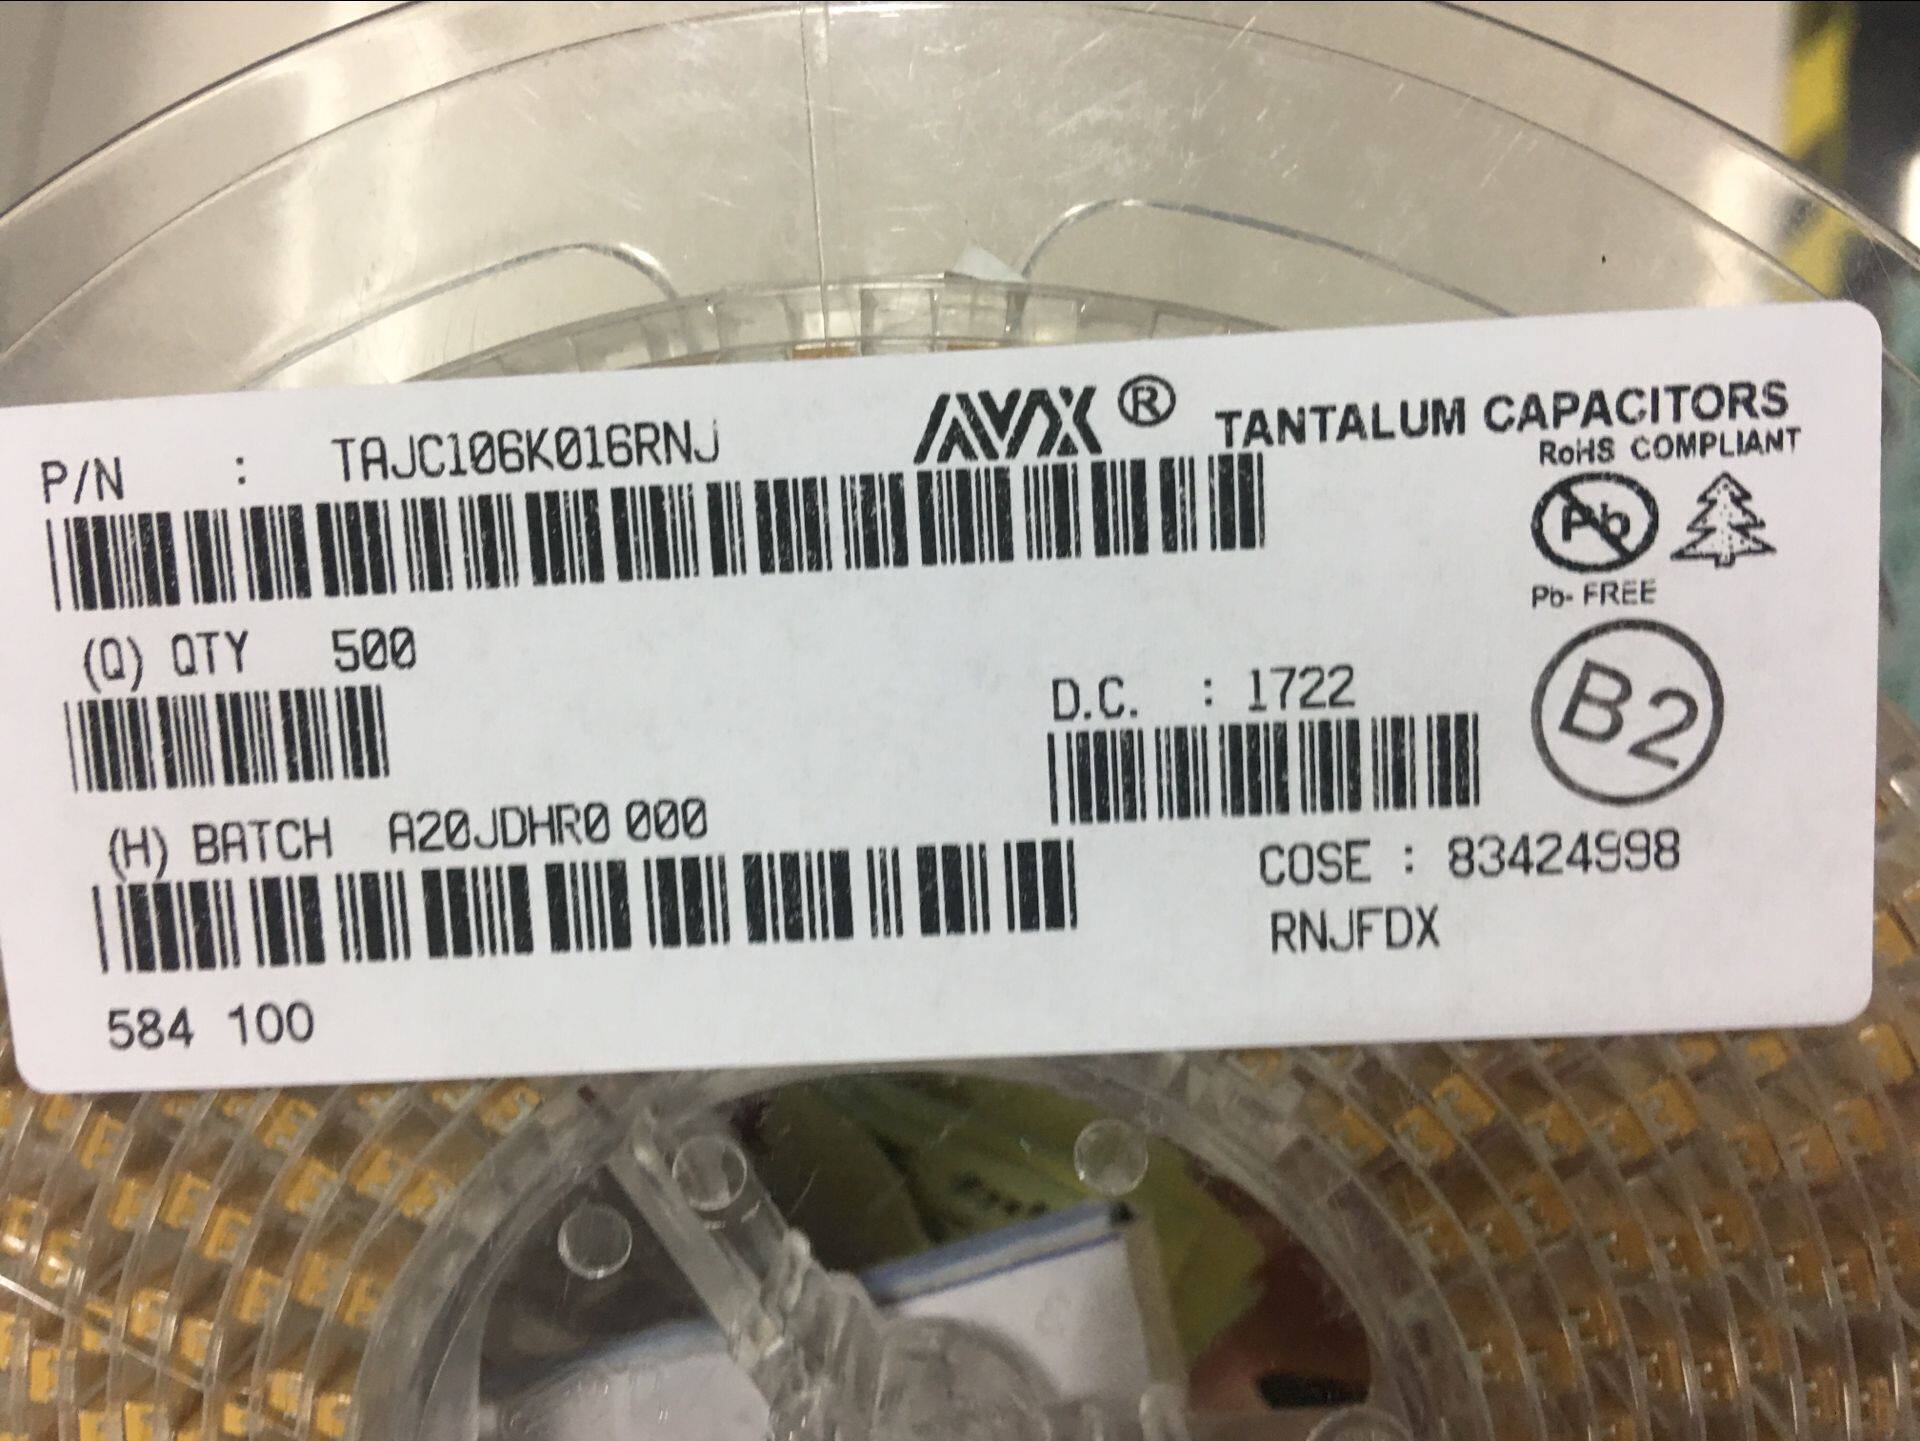 AVX ® TANTALUM CAPACITORS
P/N : TAJC106K016RNJ
RoHS COMPLIANT
Pb
Pb- FREE
(Q) QTY 500
D.C. : 1722
B2
(H) BATCH A20JDHR0 000
COSE : 83424998
RNJFDX
584 100